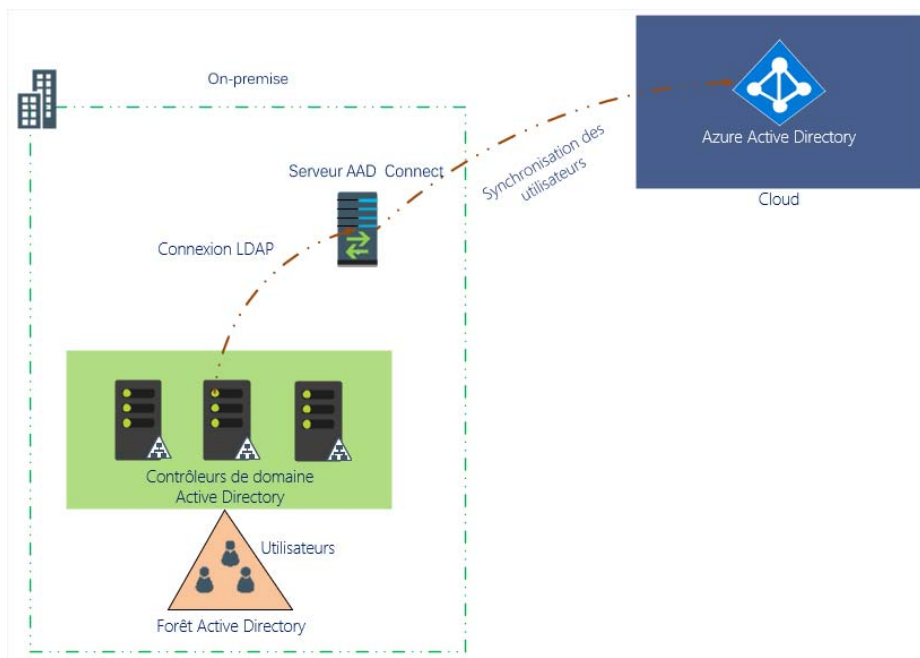 On-premise
Azure Active Directory
Cloud
Synchronisation des
utilisateurs
Serveur AAD Connect
Connexion LDAP
Contrôleurs de domaine
Active Directory
Utilisateurs
Forêt Active Directory